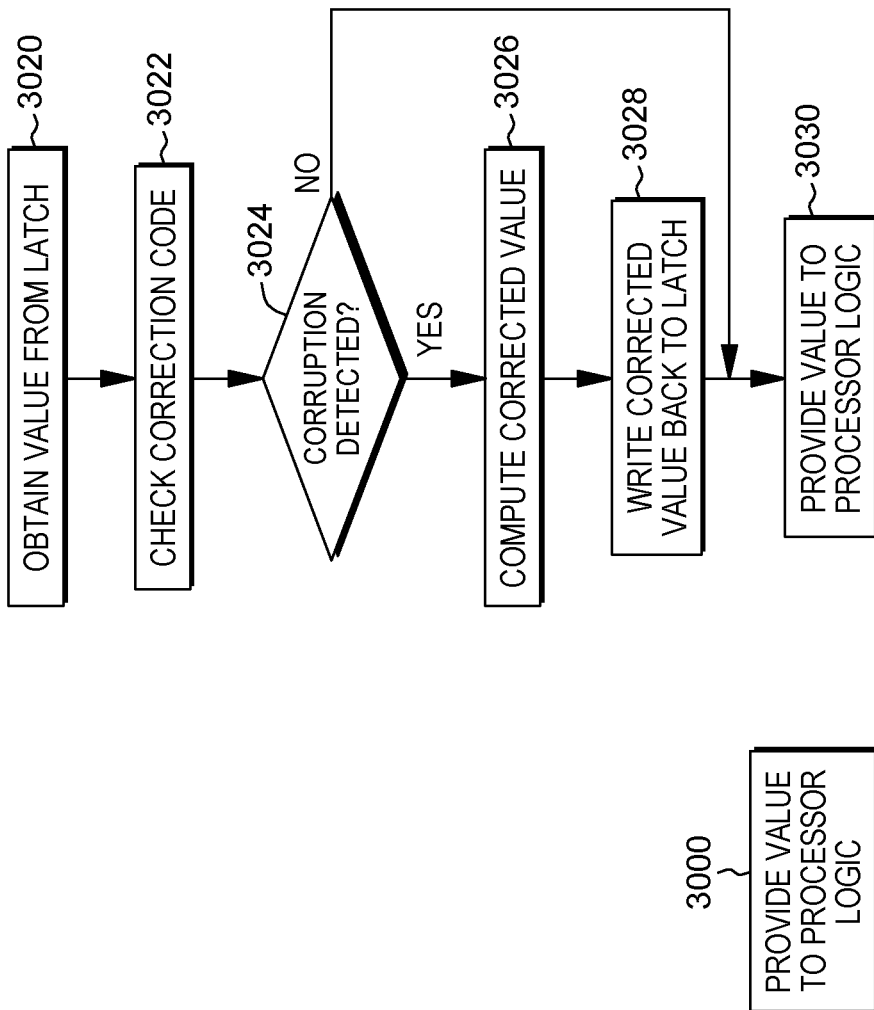 3000
PROVIDE VALUE
TO PROCESSOR
LOGIC
OBTAIN VALUE FROM LATCH
3020
CHECK CORRECTION CODE
3022
3024
CORRUPTION
DETECTED?
NO
YES
COMPUTE CORRECTED VALUE
3026
WRITE CORRECTED
VALUE BACK TO LATCH
3028
PROVIDE VALUE TO
PROCESSOR LOGIC
3030